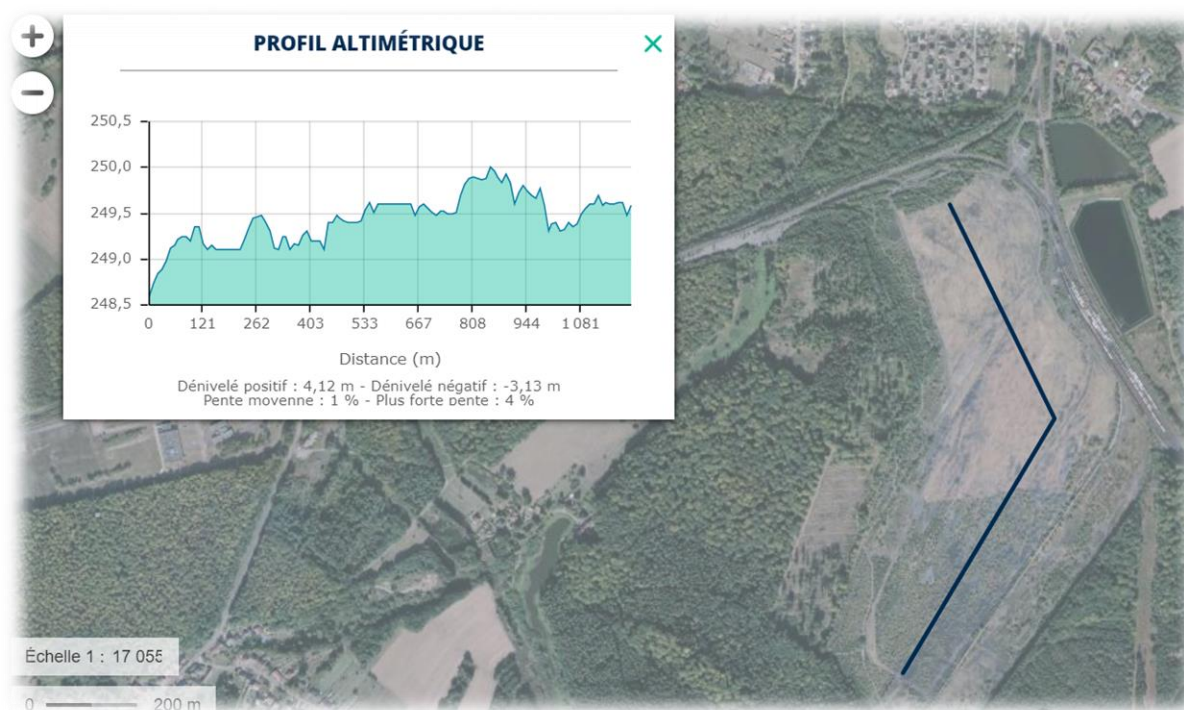 PROFIL ALTIMÉTRIQUE
250,5
250,0
249,5
249,0
248,5
0 121 262 403 533 667 808 944 1 081
Distance (m)
Dénivelé positif : 4,12 m - Dénivelé négatif : -3,13 m
Pente moyenne : 1 % - Plus forte pente : 4 %
Échelle 1 : 17 055
0 200 m